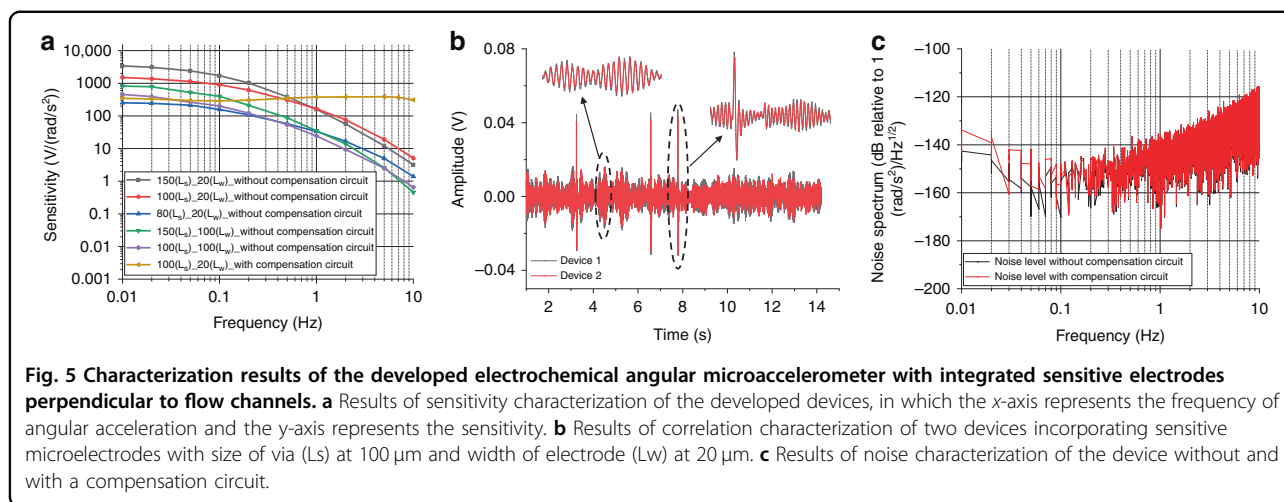 a
b
c
10,000
1000
100
10
1
0.1
0.01
0.001
Sensitivity (V/(rad/s²))
150(Ls)_20(Lw)_without compensation circuit
100(Ls)_20(Lw)_without compensation circuit
80(Ls)_20(Lw)_without compensation circuit
150(Ls)_100(Lw)_without compensation circuit
100(Ls)_100(Lw)_without compensation circuit
100(Ls)_20(Lw)_with compensation circuit
0.01 0.1 1 10
Frequency (Hz)
0.08
0.04
0.00
−0.04
Amplitude (V)
Device 1
Device 2
2 4 6 8 10 12 14
Time (s)
−100
−120
−140
−160
−180
−200
Noise spectrum (dB relative to 1
(rad/s²)/Hz¹/²)
Noise level without compensation circuit
Noise level with compensation circuit
0.01 0.1 1 10
Frequency (Hz)
Fig. 5 Characterization results of the developed electrochemical angular microaccelerometer with integrated sensitive electrodes
perpendicular to flow channels. a Results of sensitivity characterization of the developed devices, in which the x-axis represents the frequency of
angular acceleration and the y-axis represents the sensitivity. b Results of correlation characterization of two devices incorporating sensitive
microelectrodes with size of via (Ls) at 100 μm and width of electrode (Lw) at 20 μm. c Results of noise characterization of the device without and
with a compensation circuit.